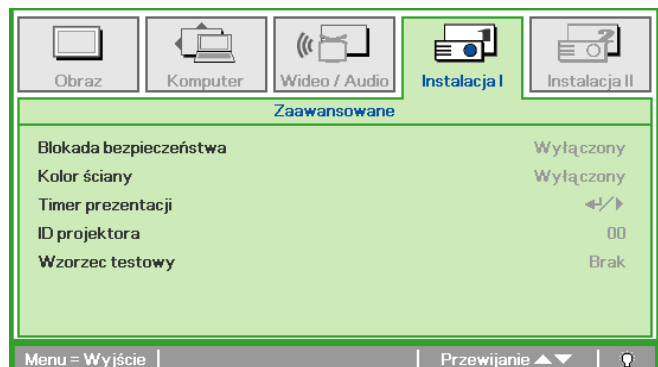 Obraz
Komputer
Wideo / Audio
Instalacja I
Instalacja II
Zaawansowane
Blokada bezpieczeństwa Wyłączony
Kolor ściany Wyłączony
Timer prezentacji
ID projektora 00
Wzorzec testowy Brak
Menu = Wyjście | | Przewijanie ▲▼ |